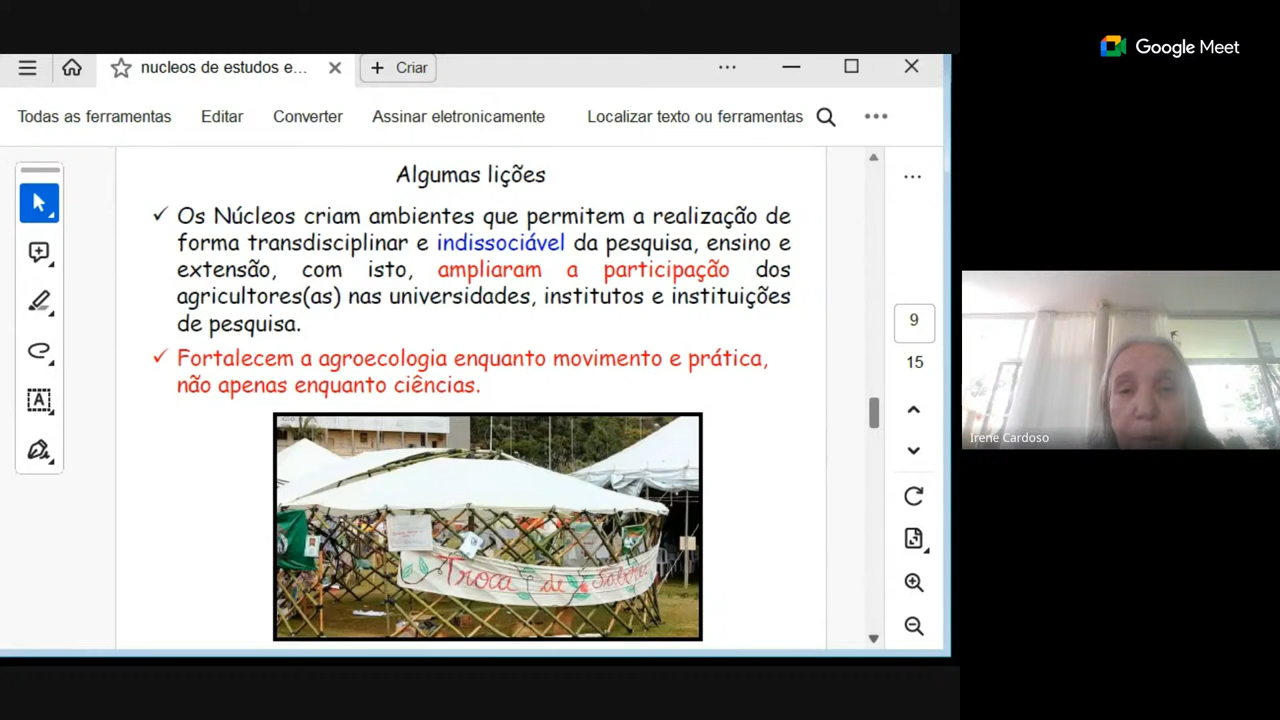 Google Meet
nucleos de estudos e...
Criar
Todas as ferramentas
Editar
Converter
Assinar eletronicamente
Localizar texto ou ferramentas
Algumas lições
Os Núcleos criam ambientes que permitem a realização de
forma transdisciplinar e indissociável da pesquisa, ensino e
extensão, com isto, ampliaram a participação dos
agricultores(as) nas universidades, institutos e instituições
de pesquisa.
Fortalecem a agroecologia enquanto movimento e prática,
não apenas enquanto ciências.
Troca de Saberes
9
15
Irene Cardoso